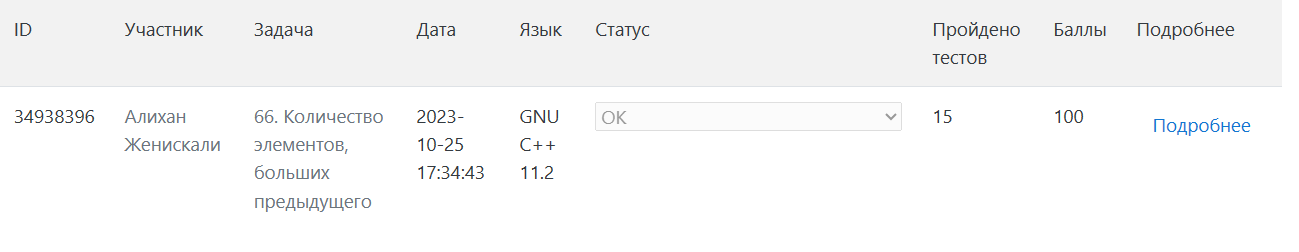 ID Участник Задача Дата Язык Статус Пройдено тестов Баллы Подробнее
34938396 Алихан Женискали 66. Количество элементов, больших предыдущего 2023-10-25 17:34:43 GNU C++ 11.2 OK 15 100 Подробнее